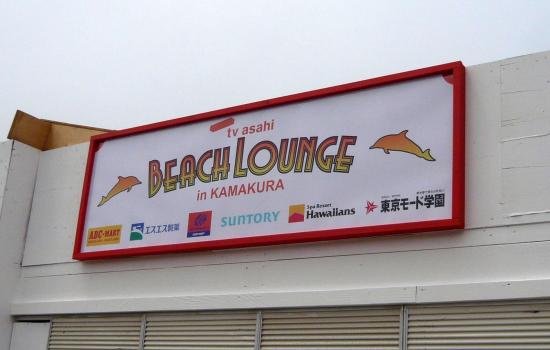 tv asahi
BEACH LOUNGE
in KAMAKURA
ABC-MART
エスエス製薬
SUNTORY
Spa Resort
Hawaiians
東京モード学園